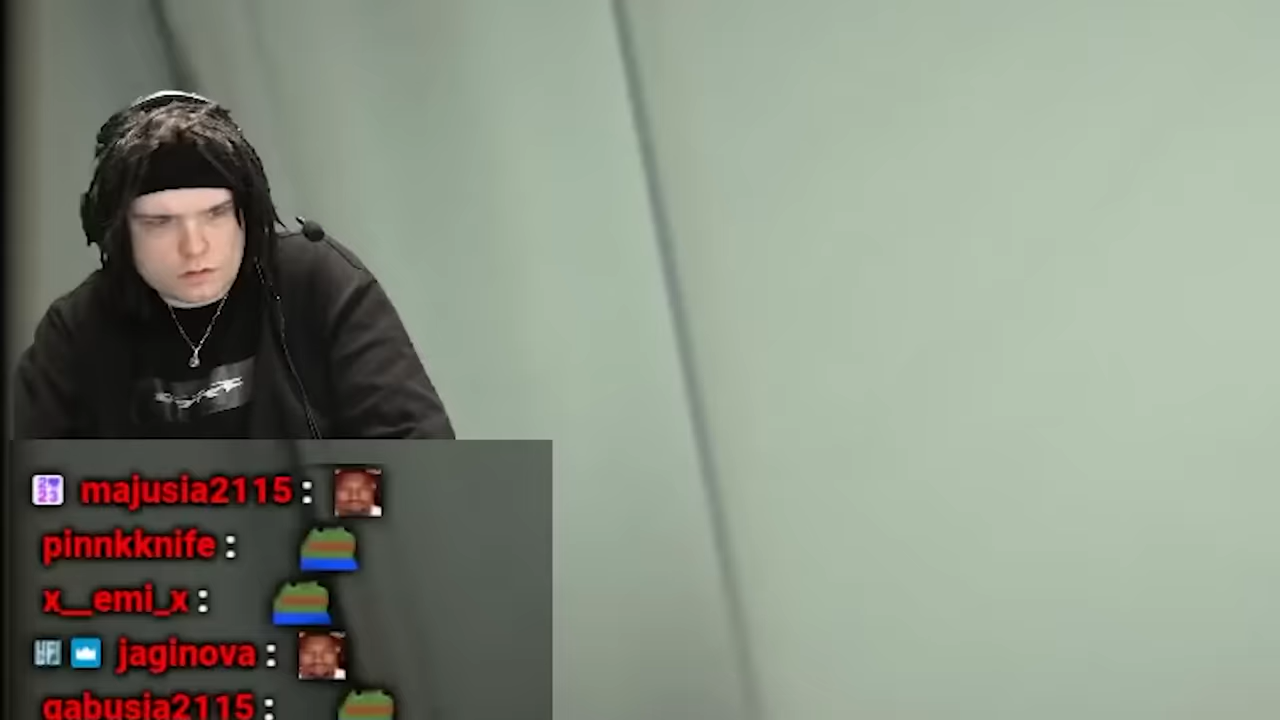 majusia2115 :
pinnkknife :
x__emi_x :
jaginova :
gabusia2115 :